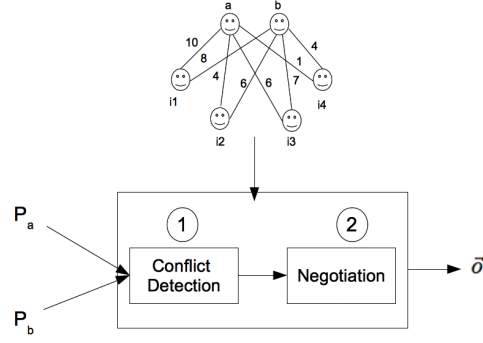 a b
10 8 4 6 6 7 1 4
i1 i4
i2 i3
1 2
P a
Conflict Detection
Negotiation
P b
o⃗